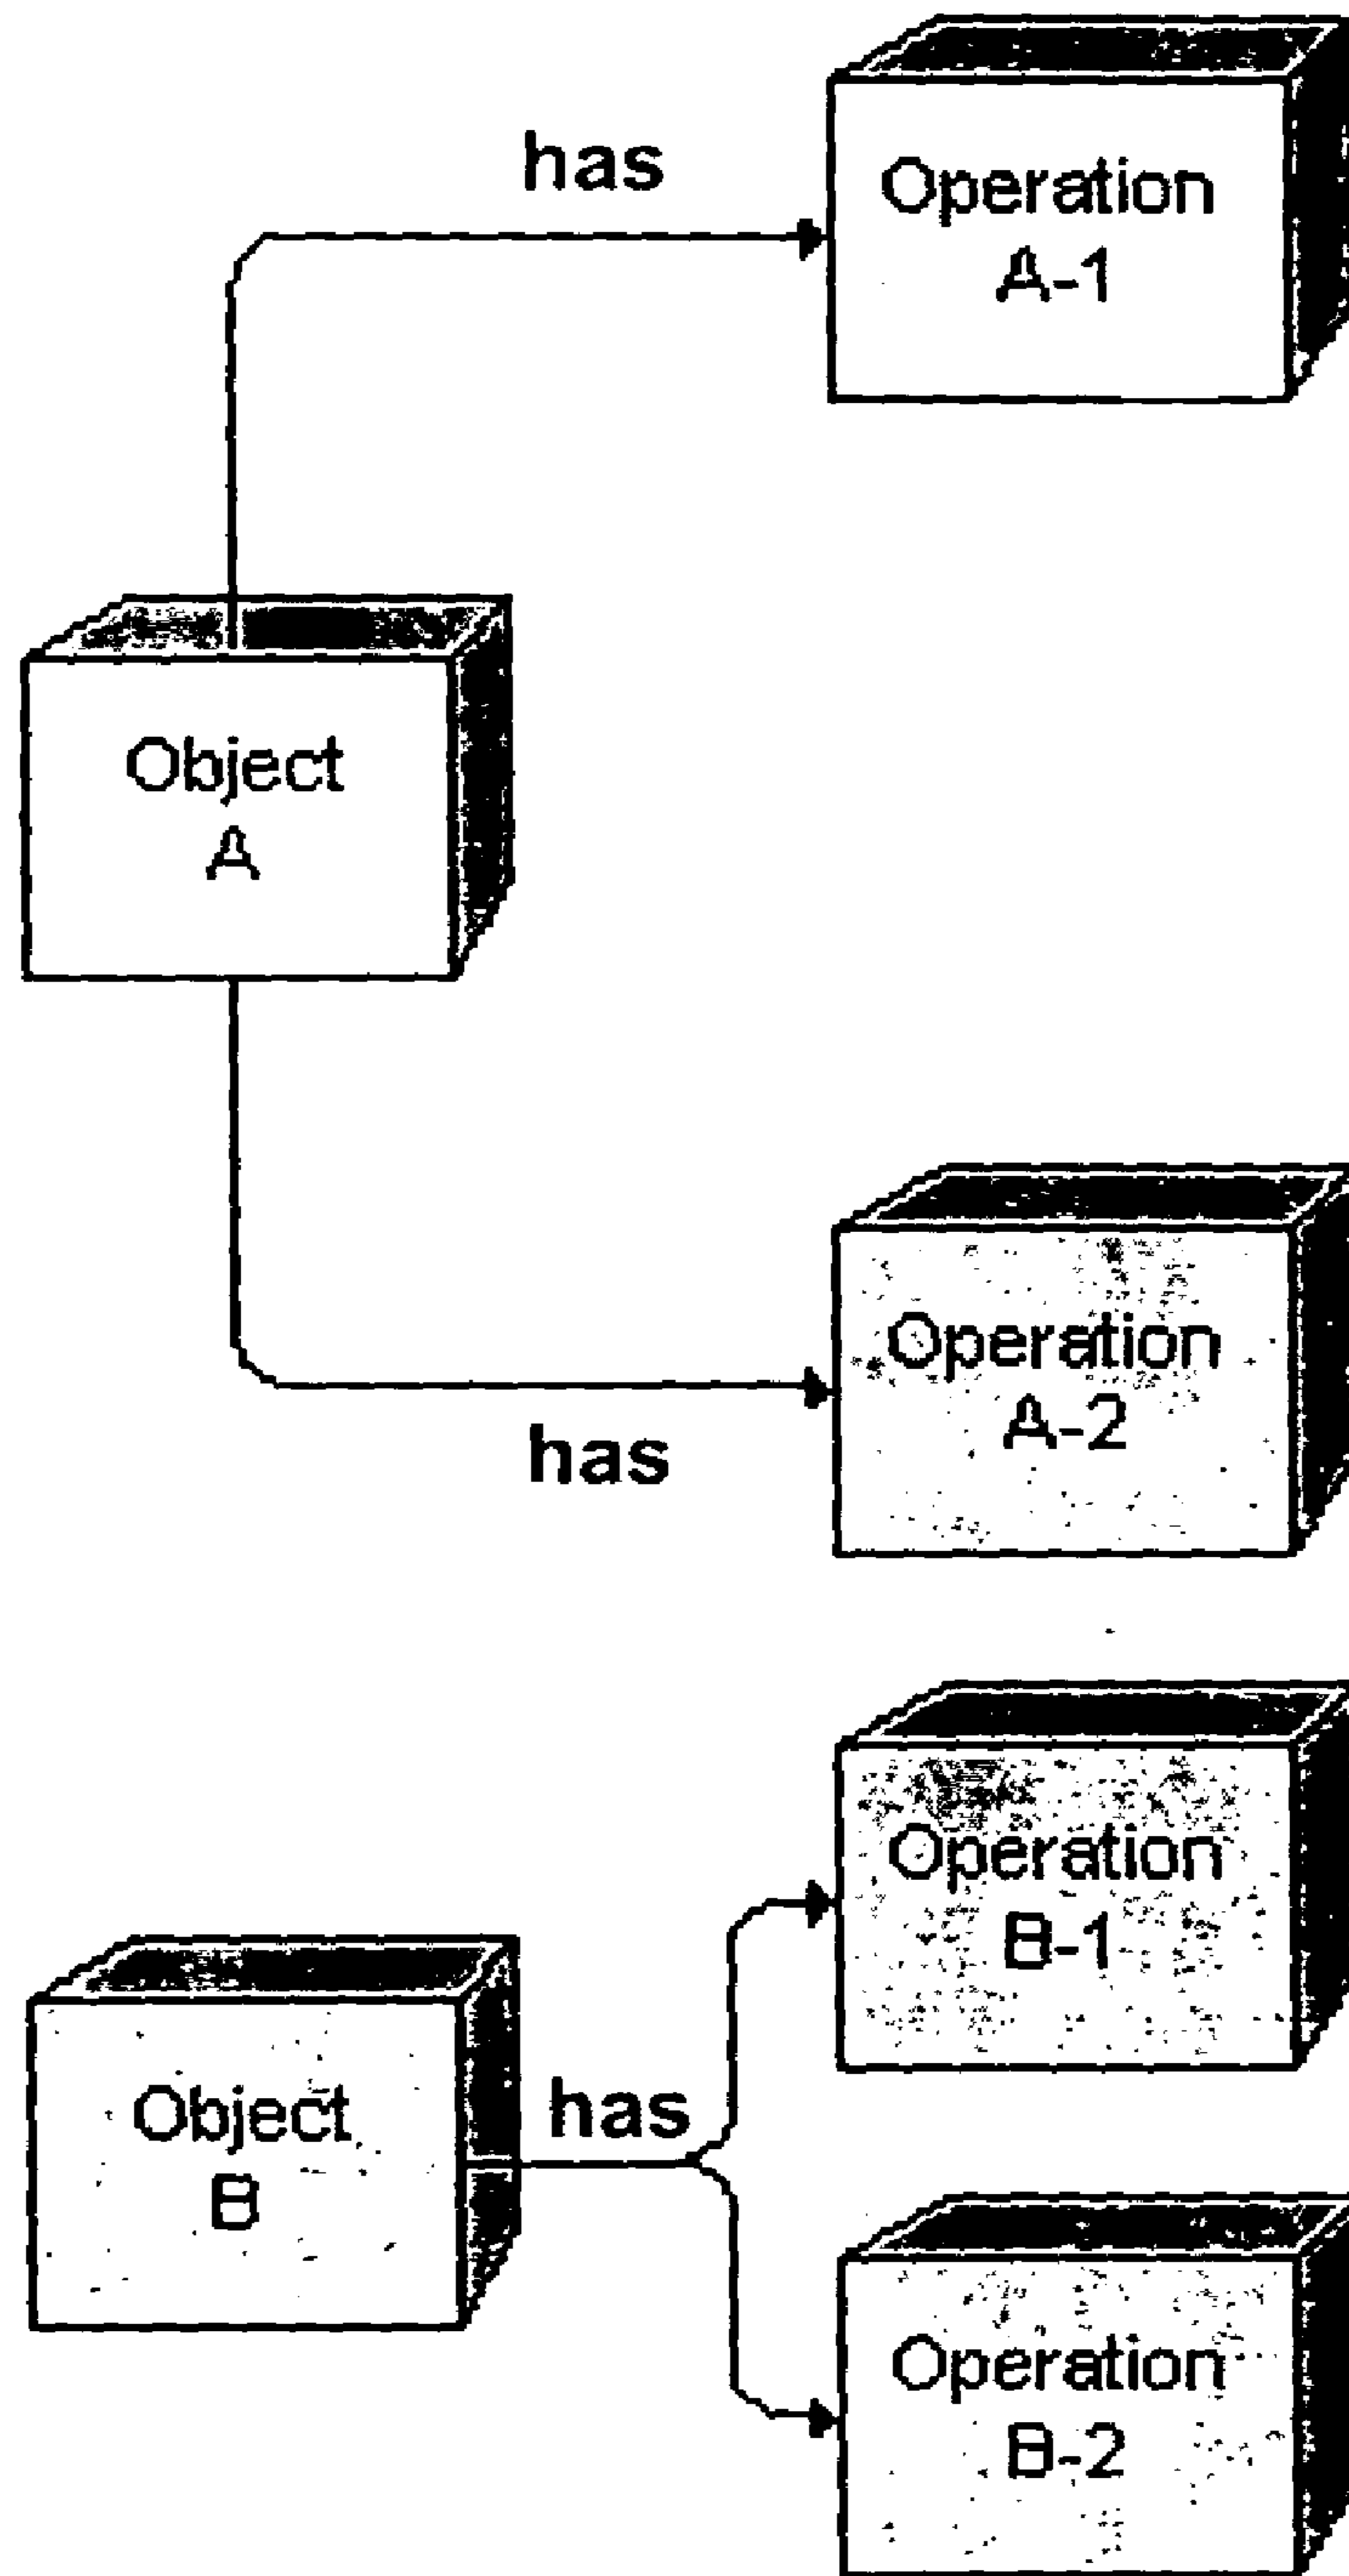 has
Operation
A-1
Object
A
Operation
A-2
has
Operation
B-1
Object
B
has
Operation
B-2